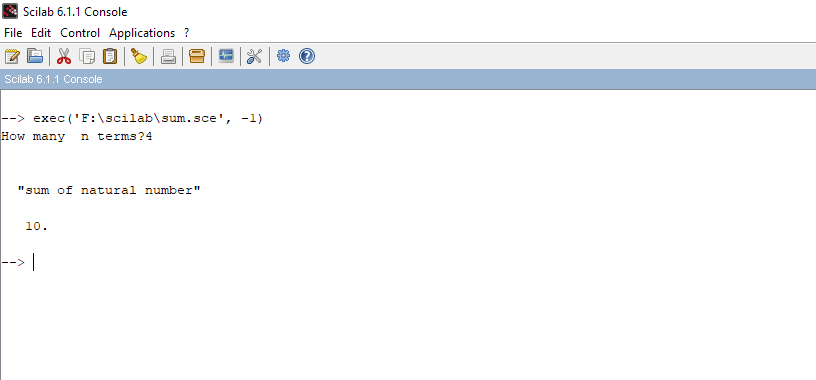 Scilab 6.1.1 Console
File Edit Control Applications ?
Scilab 6.1.1 Console
--> exec('F:\scilab\sum.sce', -1)
How many  n terms?4
"sum of natural number"
10.
-->